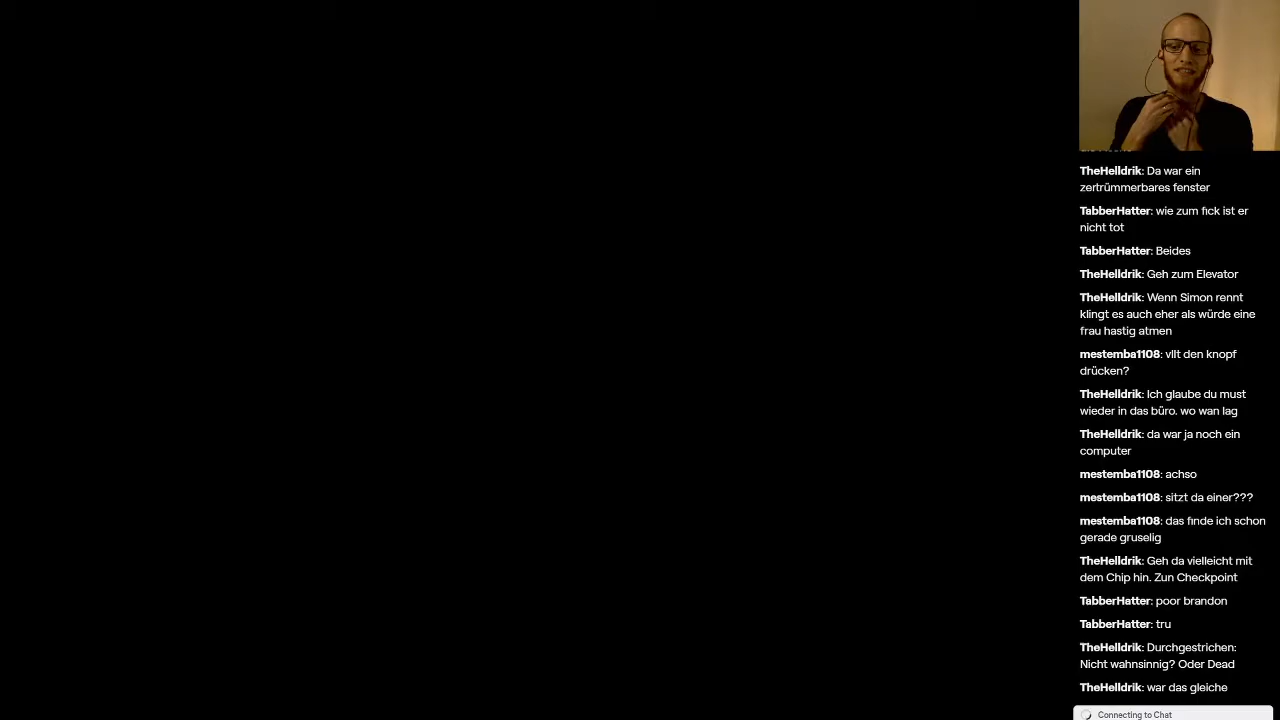 TheHelldrik: Da war ein
zertrümmerbares fenster
TabberHatter: wie zum fick ist er
nicht tot
TabberHatter: Beides
TheHelldrik: Geh zum Elevator
TheHelldrik: Wenn Simon rennt
klingt es auch eher als würde eine
frau hastig atmen
mestemba1108: vllt den knopf
drücken?
TheHelldrik: Ich glaube du must
wieder in das büro. wo wan lag
TheHelldrik: da war ja noch ein
computer
mestemba1108: achso
mestemba1108: sitzt da einer???
mestemba1108: das finde ich schon
gerade gruselig
TheHelldrik: Geh da vielleicht mit
dem Chip hin. Zun Checkpoint
TabberHatter: poor brandon
TabberHatter: tru
TheHelldrik: Durchgestrichen:
Nicht wahnsinnig? Oder Dead
TheHelldrik: war das gleiche
Connecting to Chat